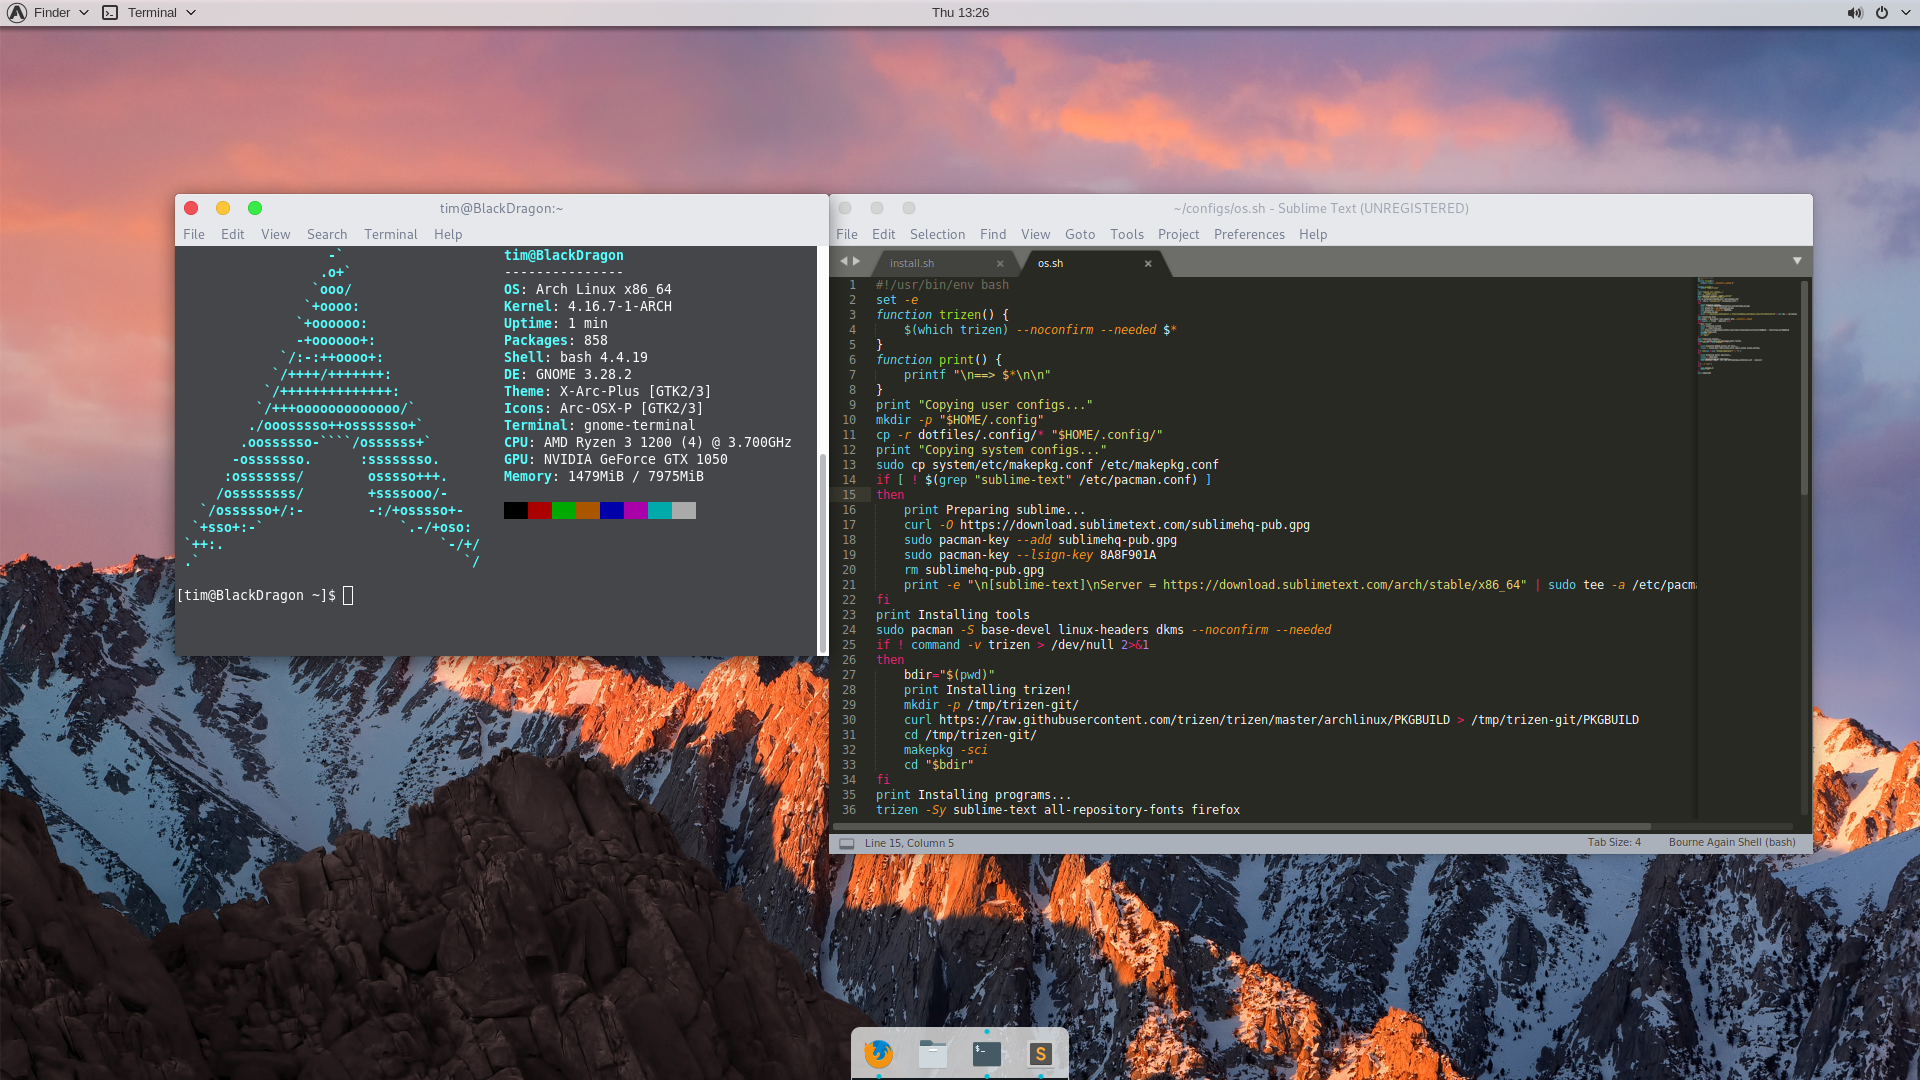 Finder Terminal Thu 13:26
tim@BlackDragon:~
File Edit View Search Terminal Help
-`
.o+`
`ooo/
`+oooo:
`+oooooo:
-+oooooo+:
`/:-:++oooo+:
`/++++/+++++++:
`/++++++++++++++:
`/+++ooooooooooooo/`
./ooosssso++osssssso+`
.oossssso-````/ossssss+`
-osssssso. :ssssssso.
:osssssss/ osssso+++.
/ossssssss/ +ssssooo/-
`/ossssso+/:- -:/+osssso+-
`+sso+:-` `.-/+oso:
`++:. `-/+/
.` `/
tim@BlackDragon
---------------
OS: Arch Linux x86_64
Kernel: 4.16.7-1-ARCH
Uptime: 1 min
Packages: 858
Shell: bash 4.4.19
DE: GNOME 3.28.2
Theme: X-Arc-Plus [GTK2/3]
Icons: Arc-OSX-P [GTK2/3]
Terminal: gnome-terminal
CPU: AMD Ryzen 3 1200 (4) @ 3.700GHz
GPU: NVIDIA GeForce GTX 1050
Memory: 1479MiB / 7975MiB
[tim@BlackDragon ~]$
~/configs/os.sh - Sublime Text (UNREGISTERED)
File Edit Selection Find View Goto Tools Project Preferences Help
install.sh × os.sh ×
1 #!/usr/bin/env bash
2 set -e
3 function trizen() {
4 $(which trizen) --noconfirm --needed $*
5 }
6 function print() {
7 printf "\n==> $*\n\n"
8 }
9 print "Copying user configs..."
10 mkdir -p "$HOME/.config"
11 cp -r dotfiles/.config/* "$HOME/.config/"
12 print "Copying system configs..."
13 sudo cp system/etc/makepkg.conf /etc/makepkg.conf
14 if [ ! $(grep "sublime-text" /etc/pacman.conf) ]
15 then
16 print Preparing sublime...
17 curl -O https://download.sublimetext.com/sublimehq-pub.gpg
18 sudo pacman-key --add sublimehq-pub.gpg
19 sudo pacman-key --lsign-key 8A8F901A
20 rm sublimehq-pub.gpg
21 print -e "\n[sublime-text]\nServer = https://download.sublimetext.com/arch/stable/x86_64" | sudo tee -a /etc/pacma
22 fi
23 print Installing tools
24 sudo pacman -S base-devel linux-headers dkms --noconfirm --needed
25 if ! command -v trizen > /dev/null 2>&1
26 then
27 bdir="$(pwd)"
28 print Installing trizen!
29 mkdir -p /tmp/trizen-git/
30 curl https://raw.githubusercontent.com/trizen/trizen/master/archlinux/PKGBUILD > /tmp/trizen-git/PKGBUILD
31 cd /tmp/trizen-git/
32 makepkg -sci
33 cd "$bdir"
34 fi
35 print Installing programs...
36 trizen -Sy sublime-text all-repository-fonts firefox
Line 15, Column 5 Tab Size: 4 Bourne Again Shell (bash)
$- S